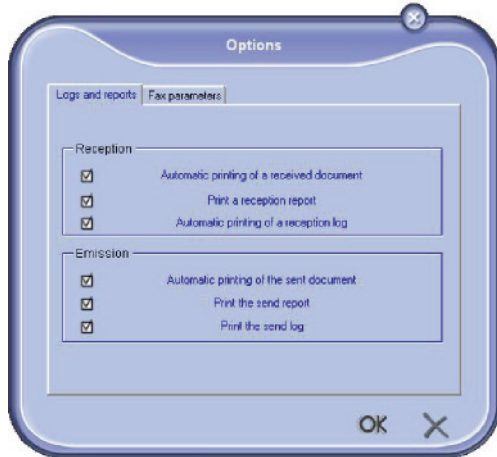 Options
Logs and reports Fax parameters
Reception
Automatic printing of a received document
Print a reception report
Automatic printing of a reception log
Emission
Automatic printing of the sent document
Print the send report
Print the send log
OK